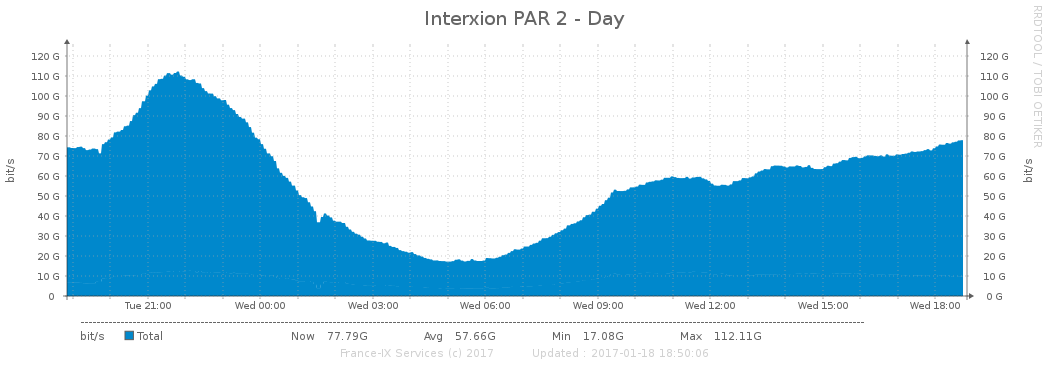 Interxion PAR 2 - Day
RRDTOOL / TOBI OETIKER
120 G 120 G
110 G 110 G
100 G 100 G
90 G 90 G
80 G 80 G
70 G 70 G
60 G 60 G
50 G 50 G
40 G 40 G
30 G 30 G
20 G 20 G
10 G 10 G
0 0 G
bit/s bit/s
Tue 21:00 Wed 00:00 Wed 03:00 Wed 06:00 Wed 09:00 Wed 12:00 Wed 15:00 Wed 18:00
bit/s Total Now 77.79G Avg 57.66G Min 17.08G Max 112.11G
France-IX Services (c) 2017 Updated : 2017-01-18 18:50:06